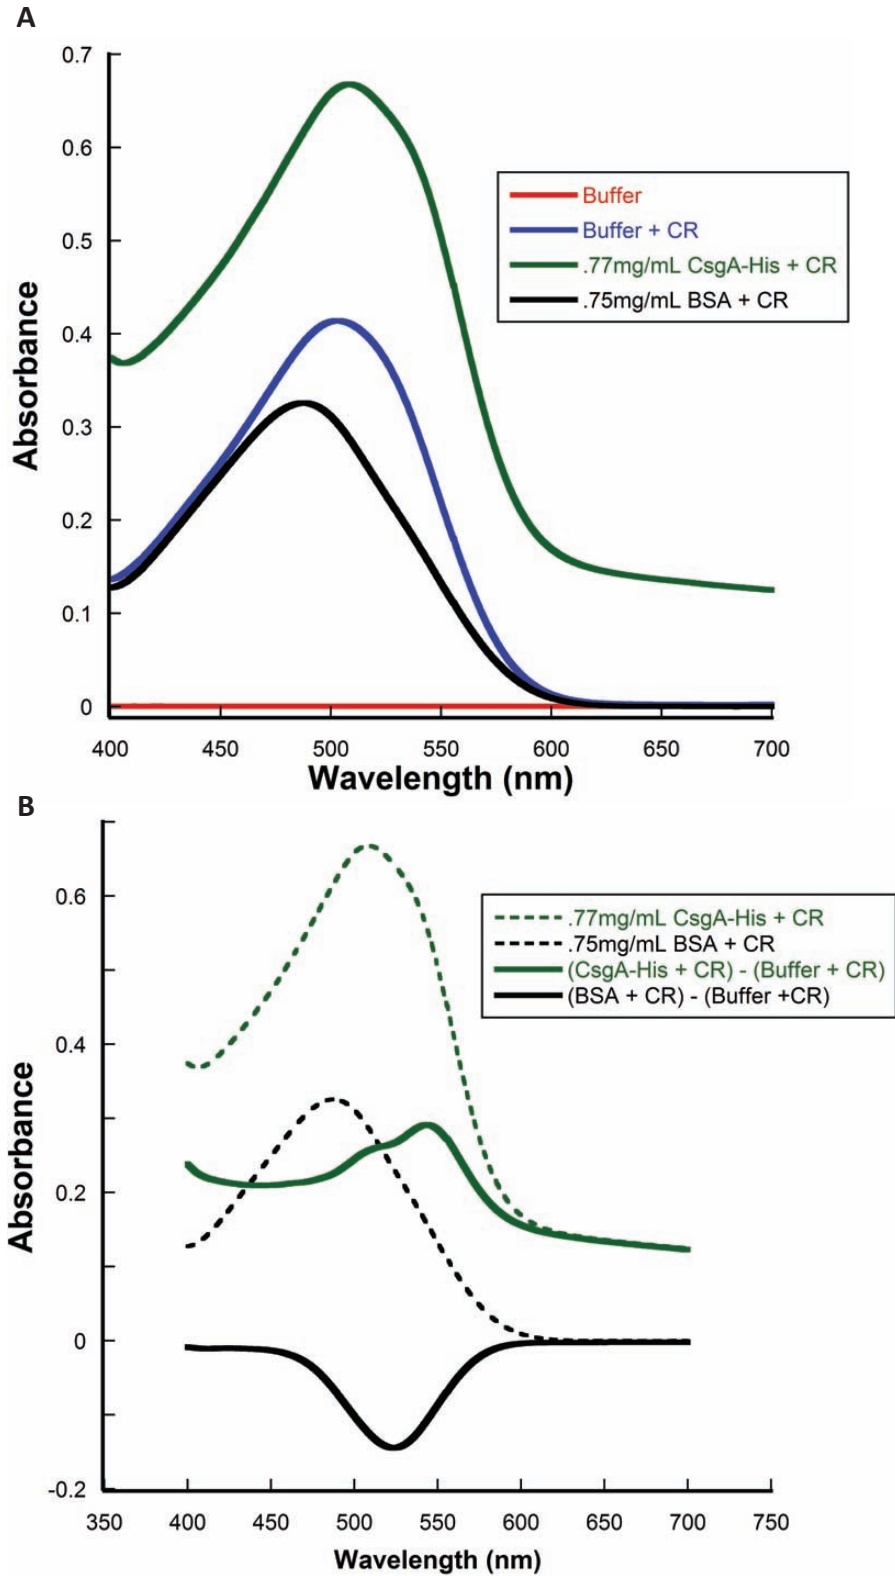 A
0.7
0.6
0.5
0.4
0.3
0.2
0.1
0
Absorbance
Buffer
Buffer + CR
.77mg/mL CsgA-His + CR
.75mg/mL BSA + CR
400 450 500 550 600 650 700
Wavelength (nm)
B
0.6
0.4
0.2
0
-0.2
Absorbance
.77mg/mL CsgA-His + CR
.75mg/mL BSA + CR
(CsgA-His + CR) - (Buffer + CR)
(BSA + CR) - (Buffer +CR)
350 400 450 500 550 600 650 700 750
Wavelength (nm)